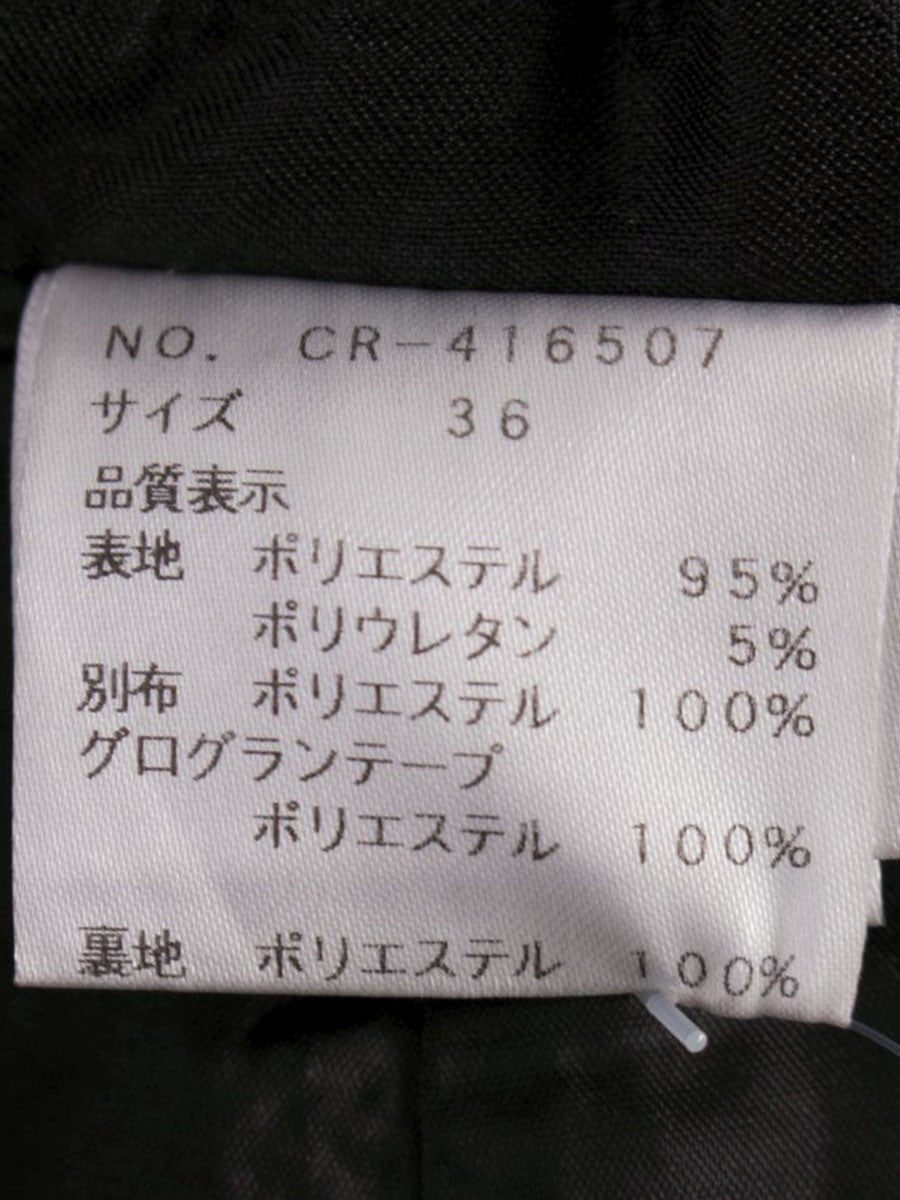 NO. CR-416507
サイズ 36
品質表示
表地 ポリエステル 95%
ポリウレタン 5%
別布 ポリエステル 100%
グログランテープ
ポリエステル 100%
裏地 ポリエステル 100%